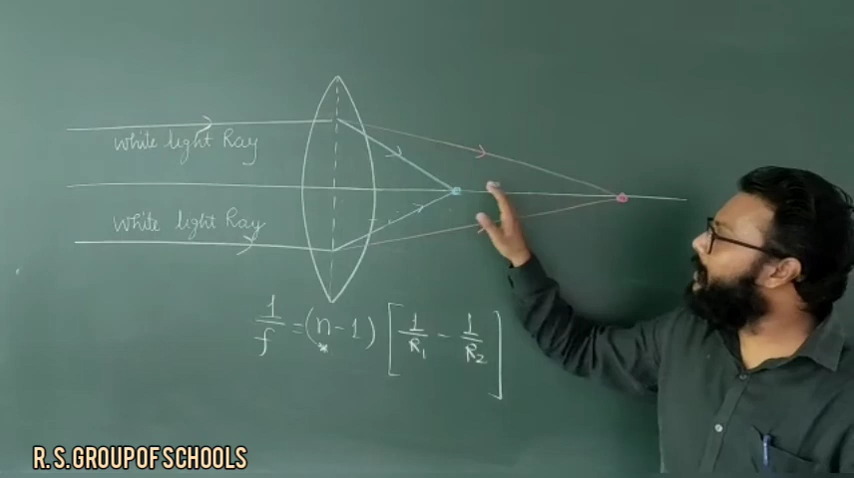 white light Ray
white light Ray
1/f = (n - 1) [1/R₁ - 1/R₂]
*
R. S. GROUP OF SCHOOLS